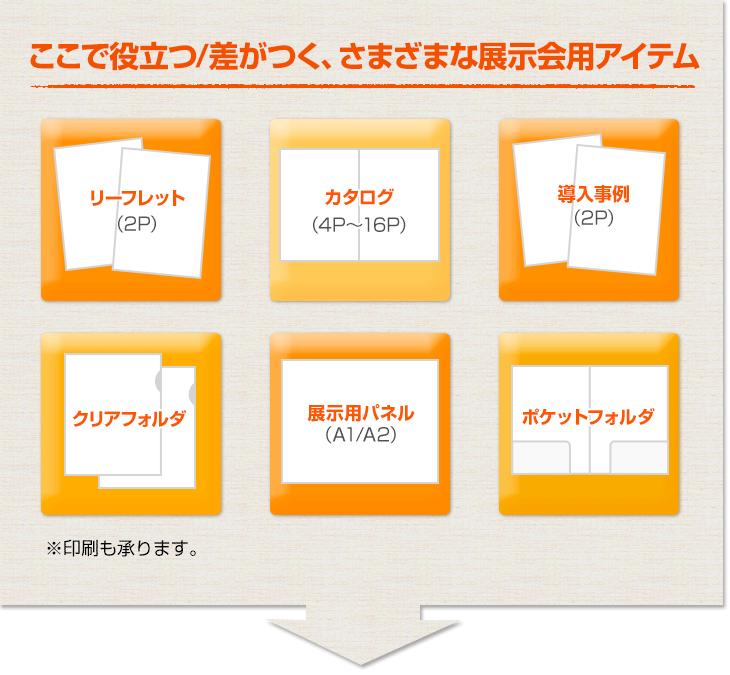 ここで役立つ/差がつく、さまざまな展示会用アイテム
リーフレット
(2P)
カタログ
(4P〜16P)
導入事例
(2P)
クリアフォルダ
展示用パネル
(A1/A2)
ポケットフォルダ
※印刷も承ります。